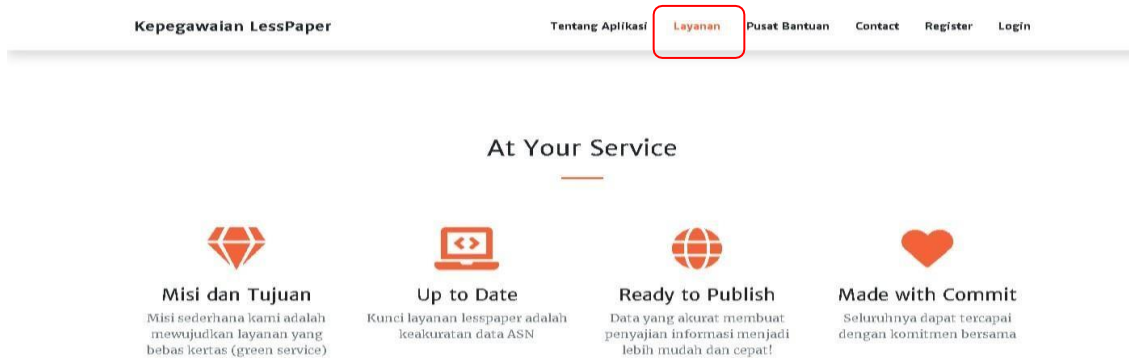 Kepegawaian LessPaper
Tentang Aplikasi Layanan Pusat Bantuan Contact Register Login
At Your Service
Misi dan Tujuan
Misi sederhana kami adalah
mewujudkan layanan yang
bebas kertas (green service)
Up to Date
Kunci layanan lesspaper adalah
keakuratan data ASN
Ready to Publish
Data yang akurat membuat
penyajian informasi menjadi
lebih mudah dan cepat!
Made with Commit
Seluruhnya dapat tercapai
dengan komitmen bersama